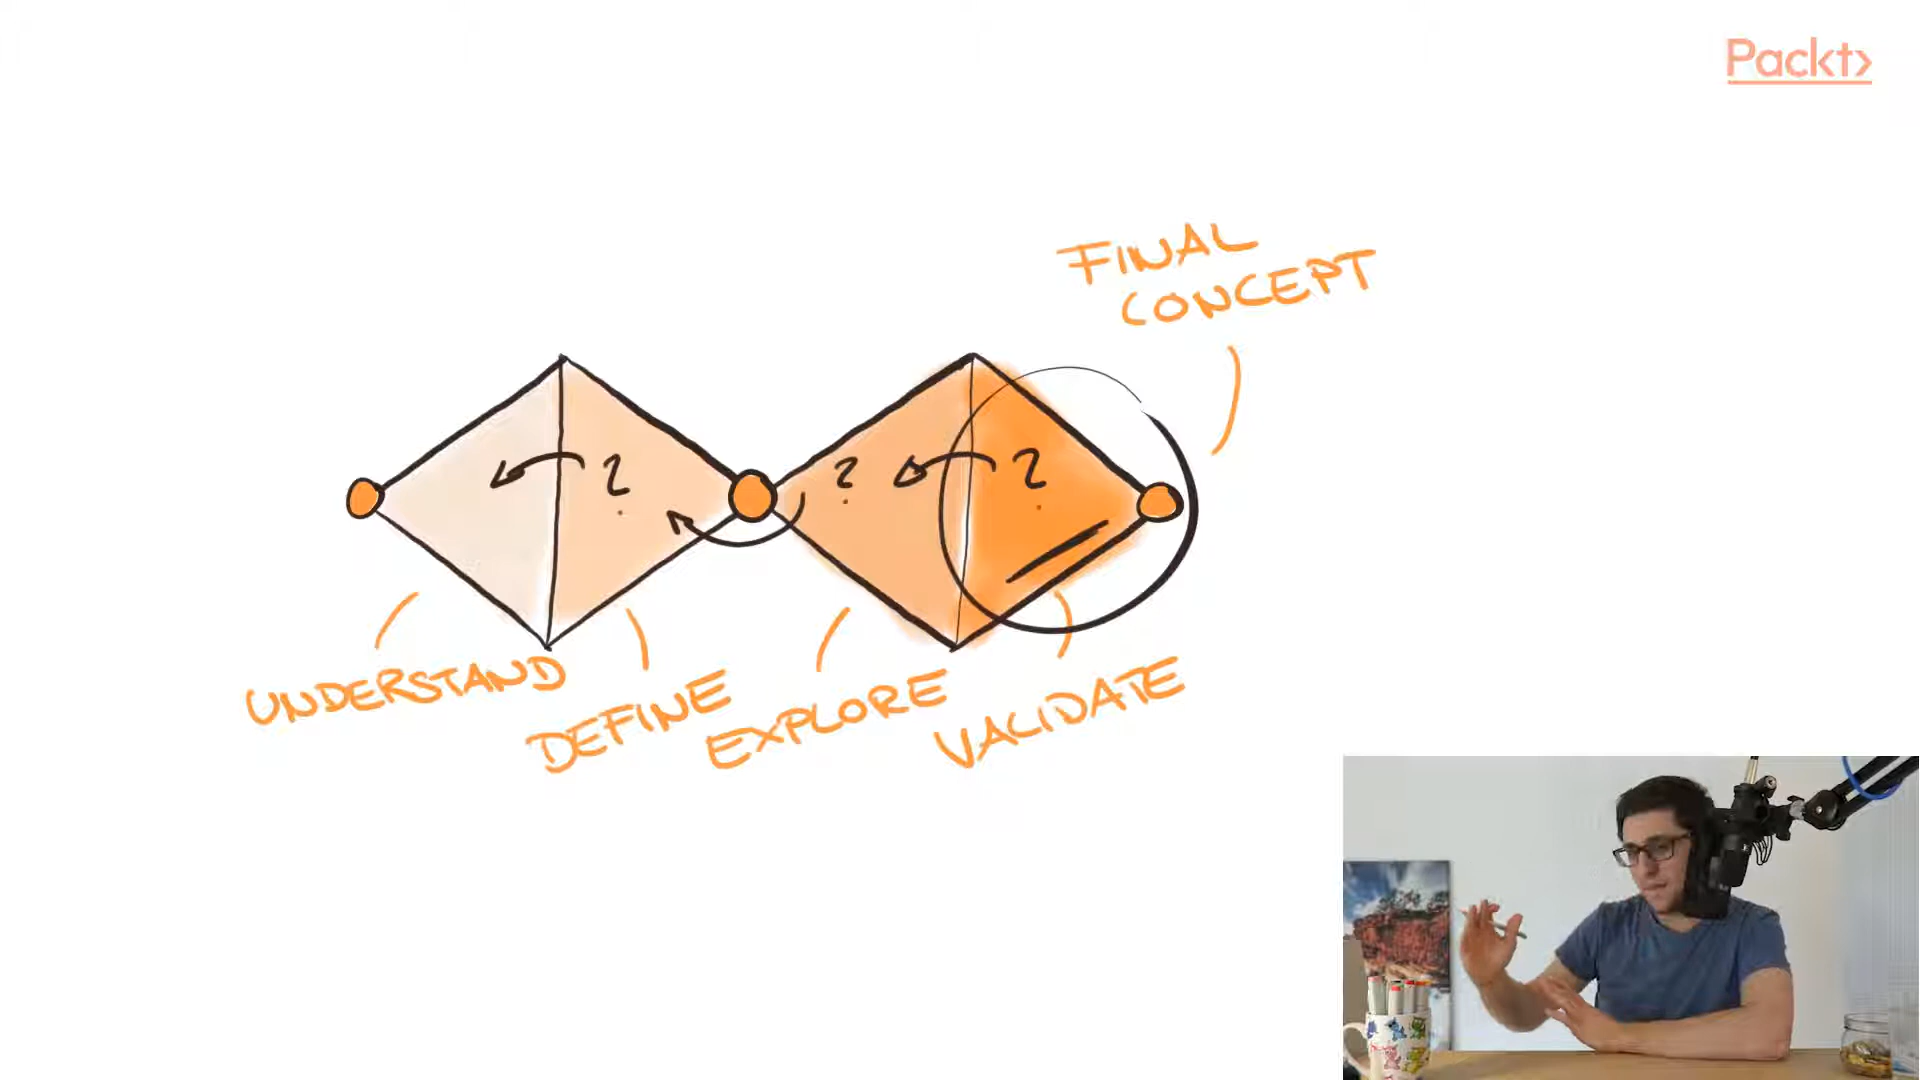 Packt>
FINAL
CONCEPT
? ? ?
UNDERSTAND
DEFINE
EXPLORE
VALIDATE